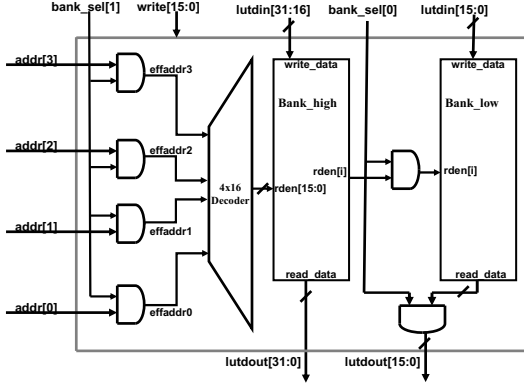 bank_sel[1] write[15:0] lutdin[31:16] bank_sel[0] lutdin[15:0]
addr[3]
effaddr3
write_data
write_data
Bank_high
Bank_low
addr[2]
effaddr2
4x16
Decoder
rden[15:0]
rden[i]
rden[i]
addr[1]
effaddr1
addr[0]
effaddr0
read_data
read_data
lutdout[31:0]
lutdout[15:0]